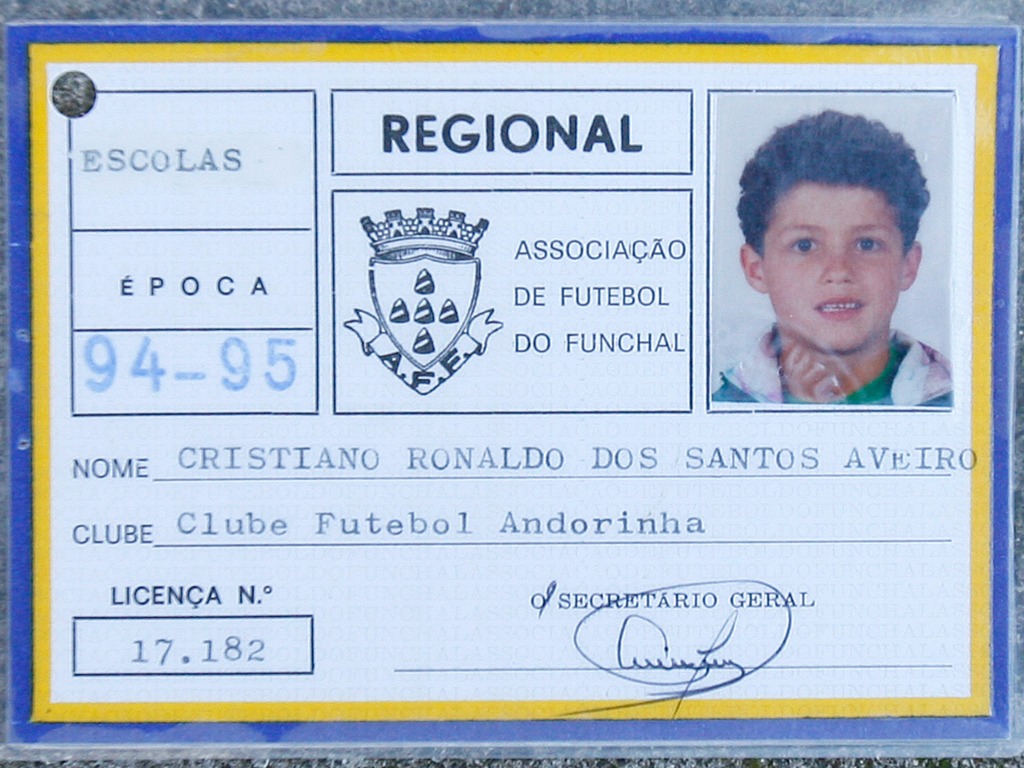 ESCOLAS
ÉPOCA
94-95
REGIONAL
A.F.F.
ASSOCIAÇÃO
DE FUTEBOL
DO FUNCHAL
NOME CRISTIANO RONALDO DOS SANTOS AVEIRO
CLUBE Clube Futebol Andorinha
LICENÇA N.º
17.182
O SECRETÁRIO GERAL